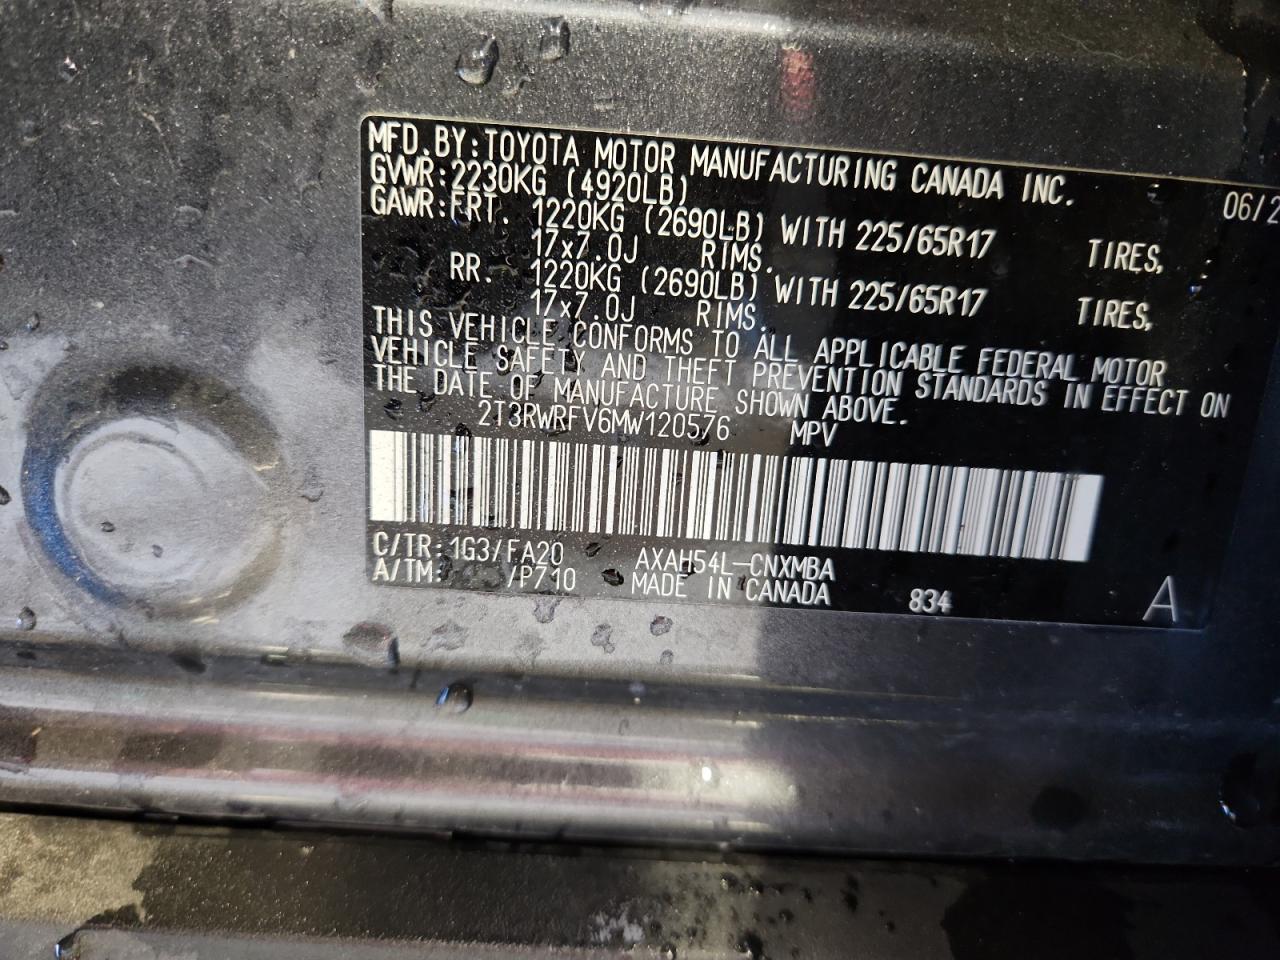 MFD. BY: TOYOTA MOTOR MANUFACTURING CANADA INC. 06/2
GVWR: 2230KG (4920LB)
GAWR: FRT. 1220KG (2690LB) WITH 225/65R17 TIRES,
17x7.0J RIMS.
RR. 1220KG (2690LB) WITH 225/65R17 TIRES,
17x7.0J RIMS.
THIS VEHICLE CONFORMS TO ALL APPLICABLE FEDERAL MOTOR
VEHICLE SAFETY AND THEFT PREVENTION STANDARDS IN EFFECT ON
THE DATE OF MANUFACTURE SHOWN ABOVE.
2T3RWRFV6MW120576 MPV
C/TR: 1G3/FA20 AXAH54L-CNXMBA
A/TM: /P710 MADE IN CANADA 834 A